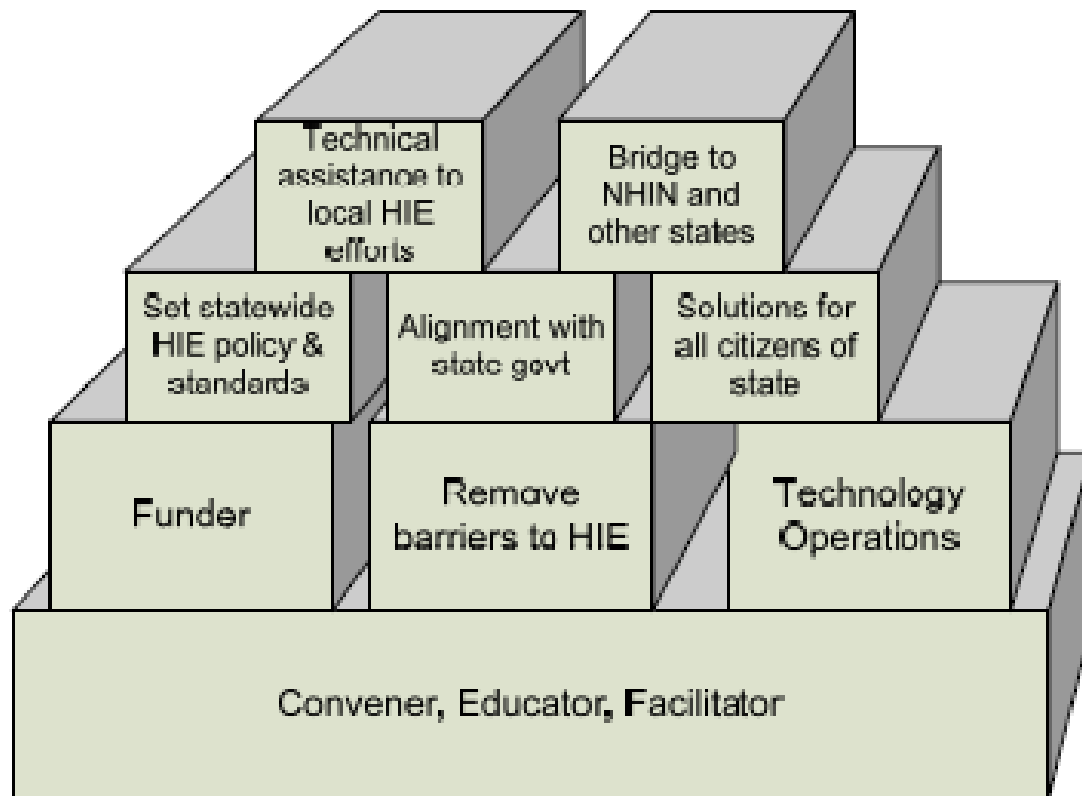 Technical
assistance to
local HIE
efforts
Bridge to
NHIN and
other states
Set statewide
HIE policy &
standards
Alignment with
state govt
Solutions for
all citizens of
state
Funder
Remove
barriers to HIE
Technology
Operations
Convener, Educator, Facilitator